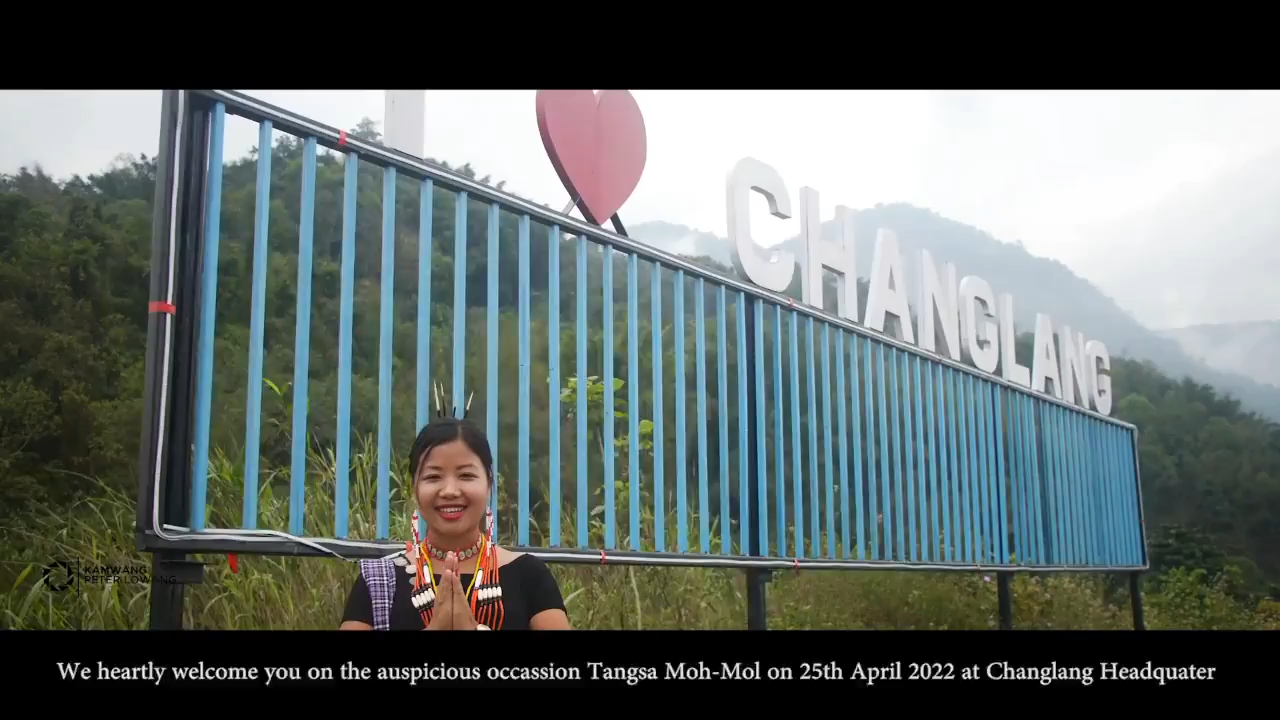 I
CHANGLANG
KAMWANG
PETER LOWANG
We heartly welcome you on the auspicious occassion Tangsa Moh-Mol on 25th April 2022 at Changlang Headquater